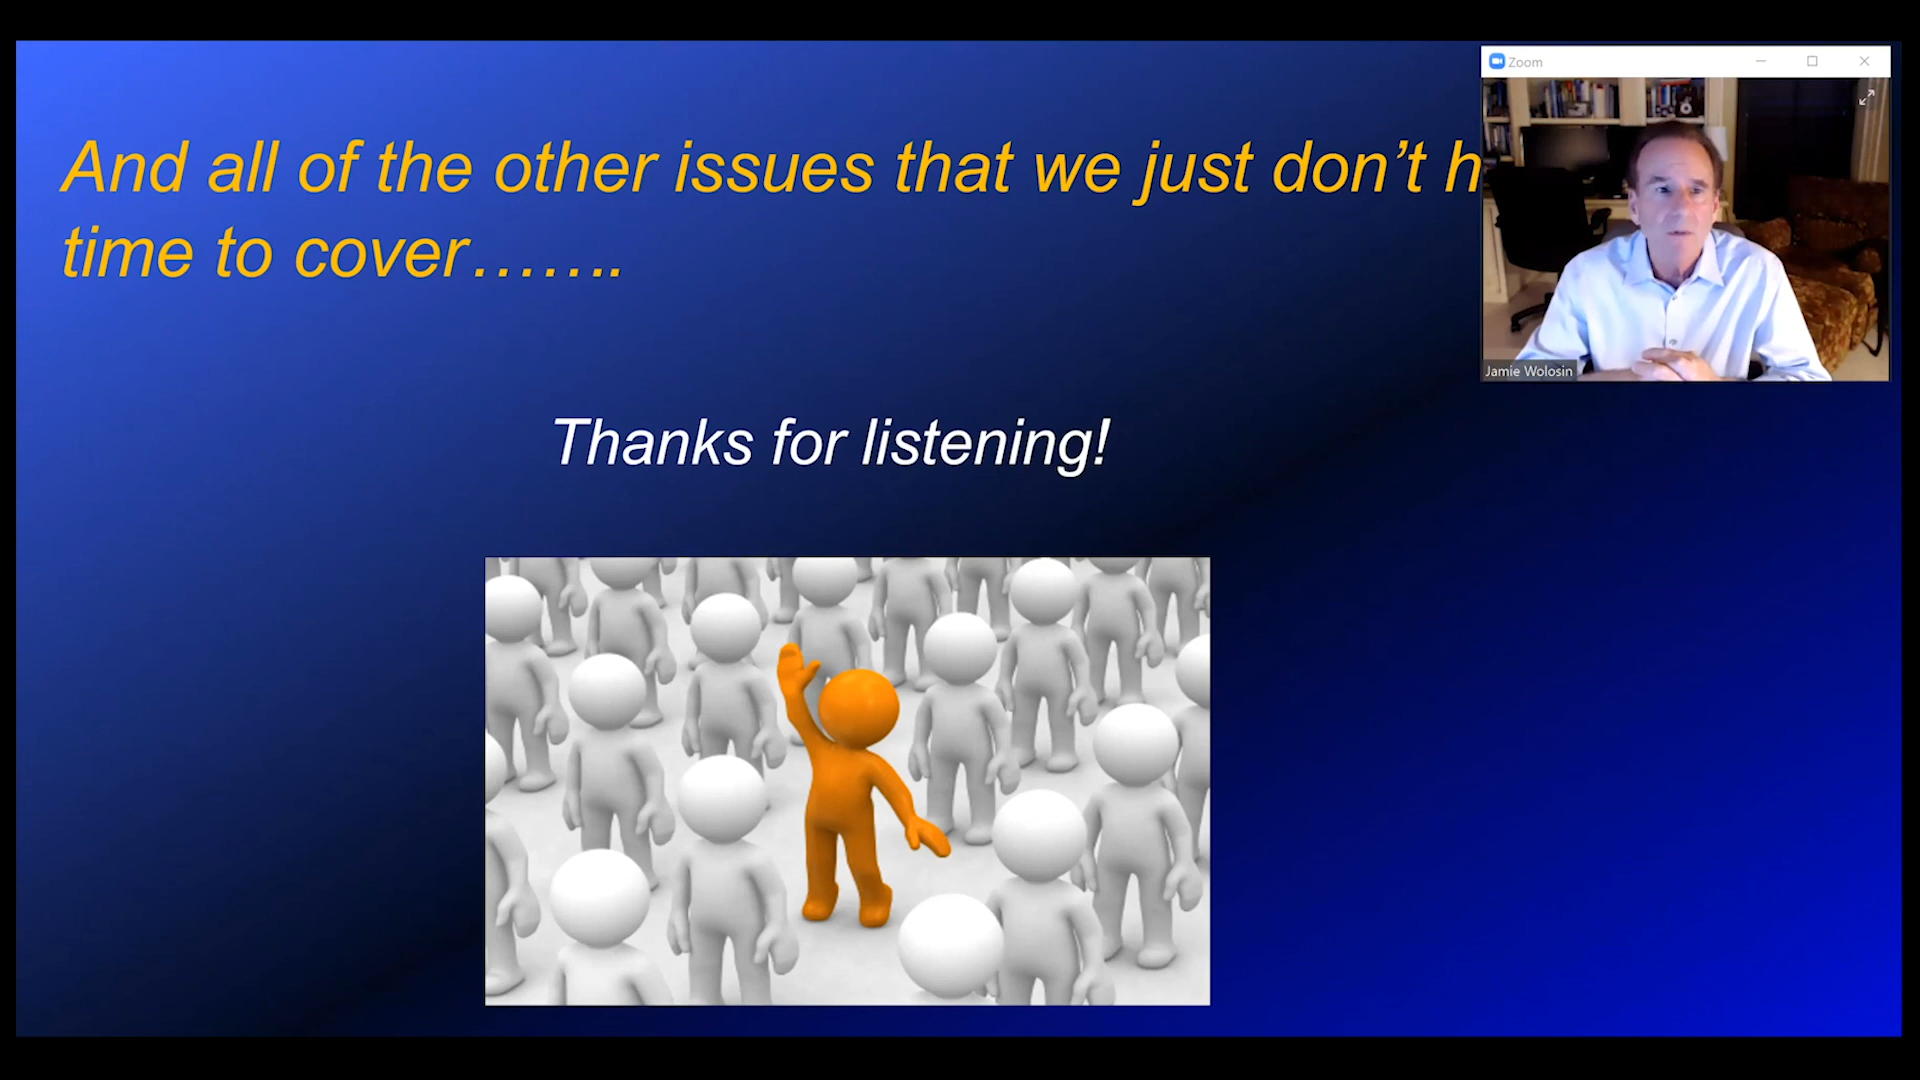 And all of the other issues that we just don’t h
time to cover…….
Thanks for listening!
Zoom
Jamie Wolosin